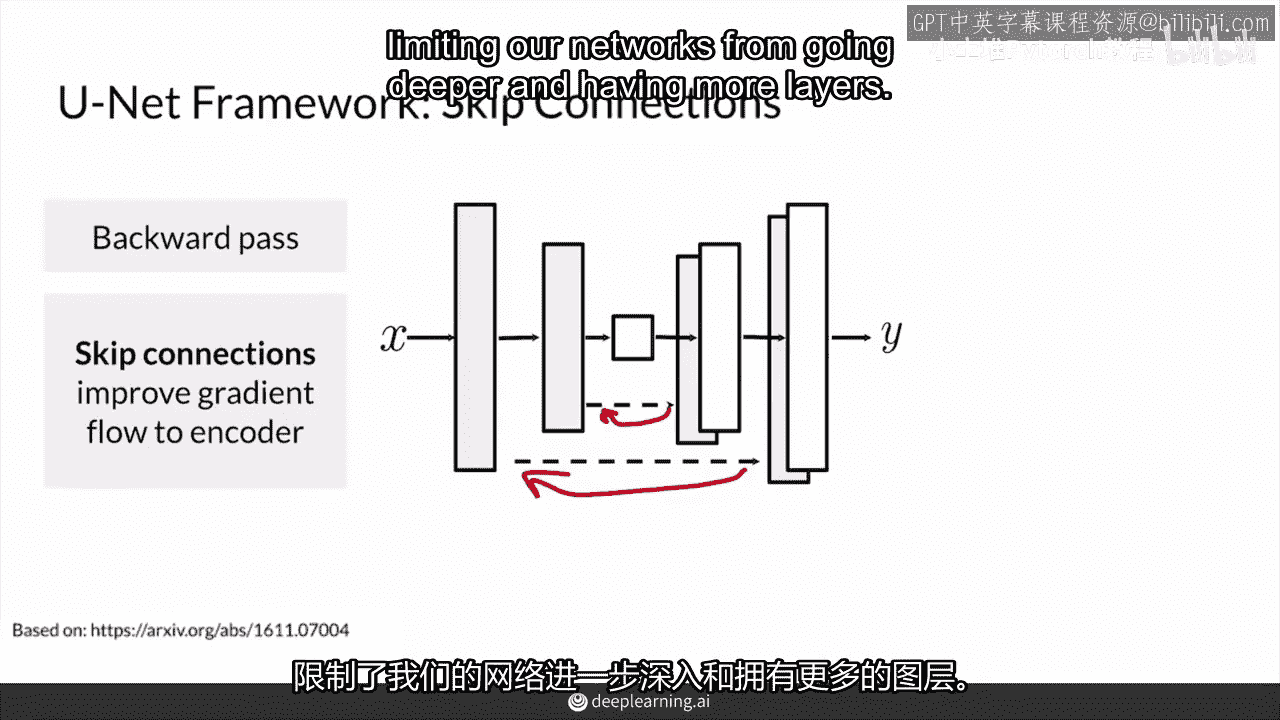 GPT中英字幕课程资源@bilibili.com
limiting our networks from going
deeper and having more layers.
U-Net Framework: Skip Connections
Backward pass
Skip connections
improve gradient
flow to encoder
x
y
Based on: https://arxiv.org/abs/1611.07004
限制了我们的网络进一步深入和拥有更多的图层。
deeplearning.ai